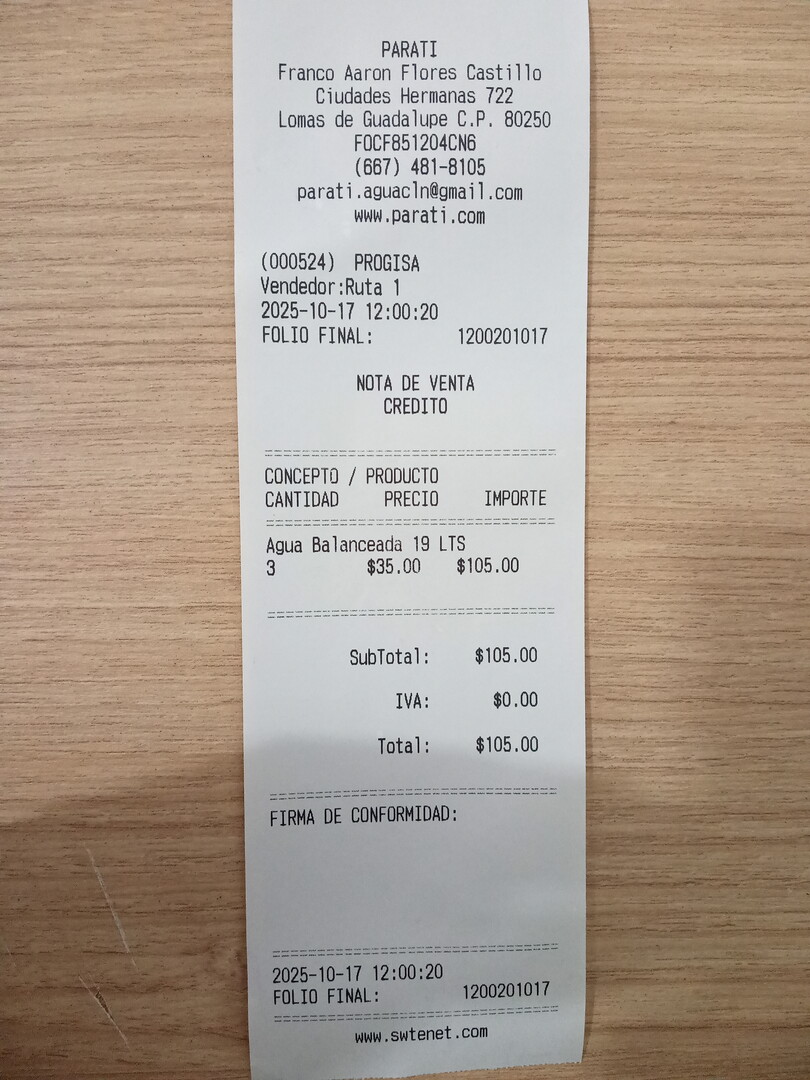 PARATI
Franco Aaron Flores Castillo
Ciudades Hermanas 722
Lomas de Guadalupe C.P. 80250
FOCF851204CN6
(667) 481-8105
parati.aguacln@gmail.com
www.parati.com
(000524) PROGISA
Vendedor:Ruta 1
2025-10-17 12:00:20
FOLIO FINAL: 1200201017
NOTA DE VENTA
CREDITO
CONCEPTO / PRODUCTO
CANTIDAD PRECIO IMPORTE
Agua Balanceada 19 LTS
3 $35.00 $105.00
SubTotal: $105.00
IVA: $0.00
Total: $105.00
FIRMA DE CONFORMIDAD:
2025-10-17 12:00:20
FOLIO FINAL: 1200201017
www.swtenet.com